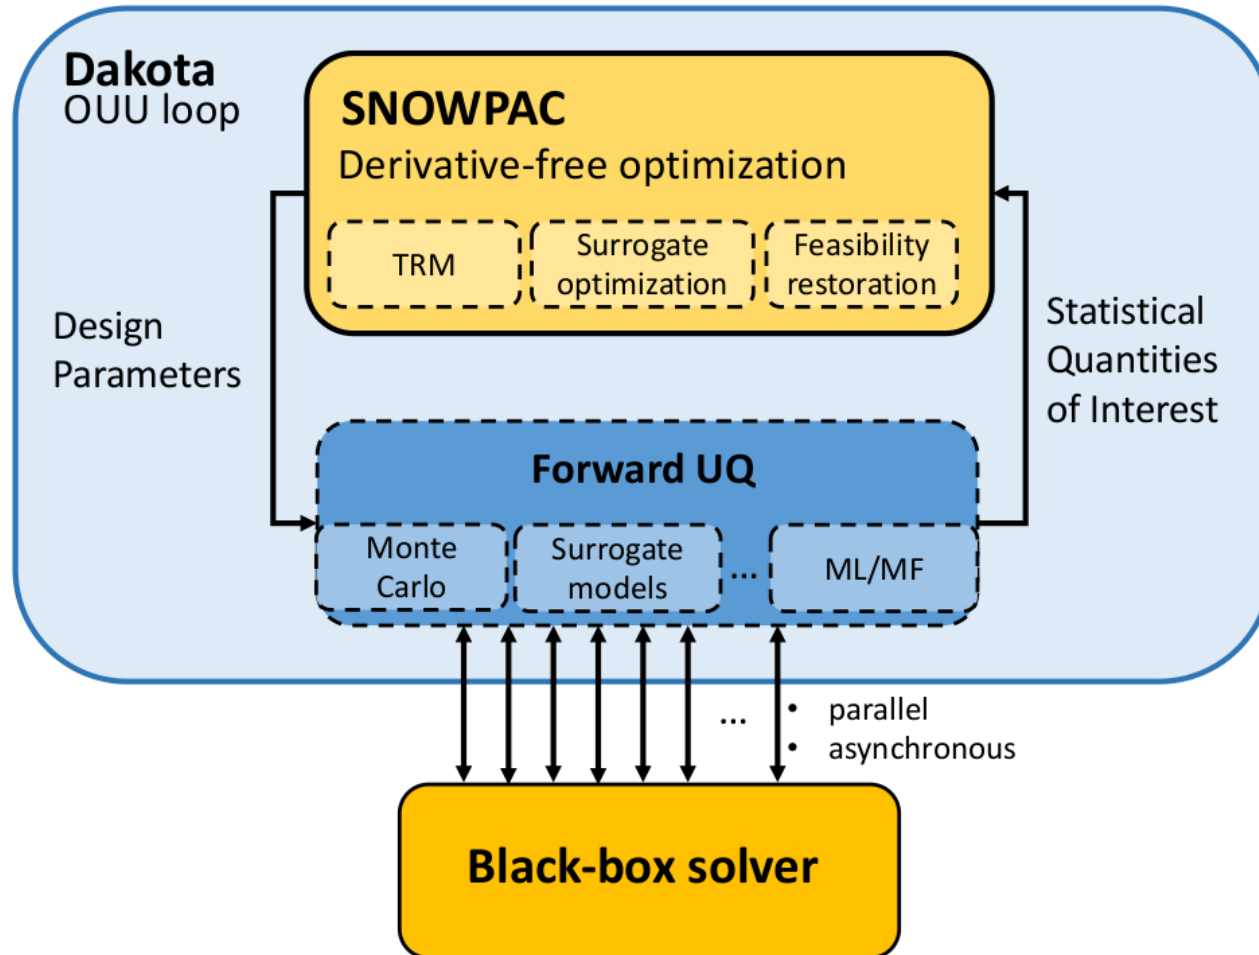 Dakota
OUU loop
SNOWPAC
Derivative-free optimization
TRM
Surrogate
optimization
Feasibility
restoration
Design
Parameters
Statistical
Quantities
of Interest
Forward UQ
Monte
Carlo
Surrogate
models
...
ML/MF
...
• parallel
• asynchronous
Black-box solver